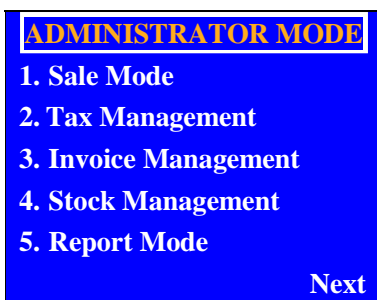 ADMINISTRATOR MODE
1. Sale Mode
2. Tax Management
3. Invoice Management
4. Stock Management
5. Report Mode
Next